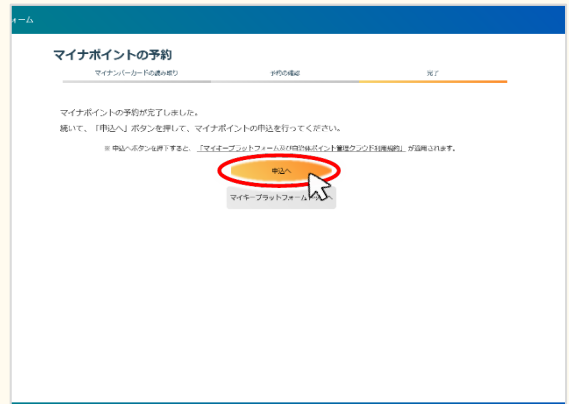 ーム
マイナポイントの予約
マイナンバーカードの読み取り
予約の確認
完了
マイナポイントの予約が完了しました。
続いて、「申込へ」ボタンを押して、マイナポイントの申込を行ってください。
※ 申込へボタンを押下すると、「マイキープラットフォーム及び自治体ポイント管理クラウド利用規約」が適用されます。
申込へ
マイキープラットフォーム
へ